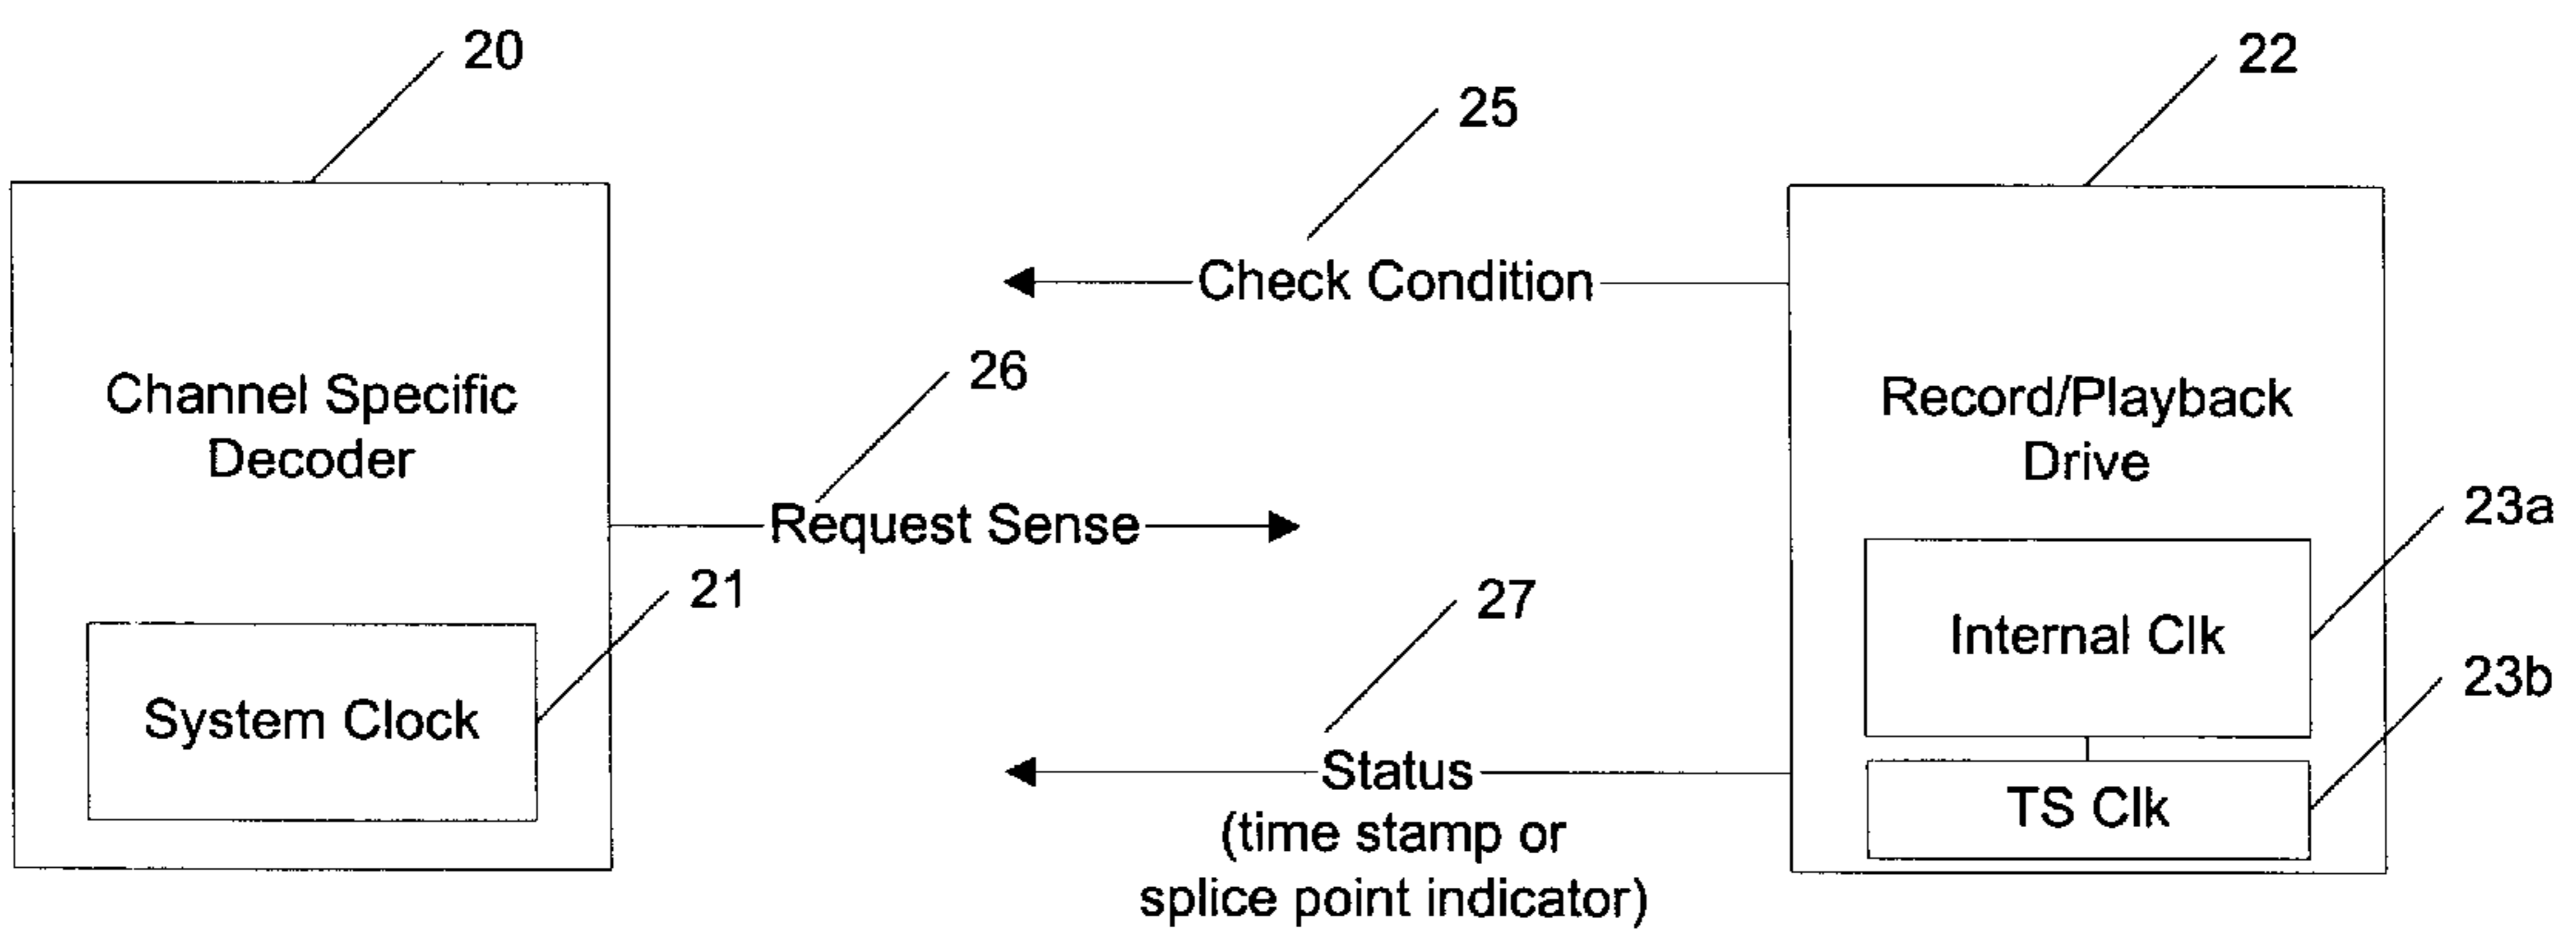 20
22
25
Check Condition
26
Channel Specific
Decoder
Record/Playback
Drive
23a
Request Sense
21
27
Internal Clk
23b
System Clock
Status
(time stamp or
splice point indicator)
TS Clk